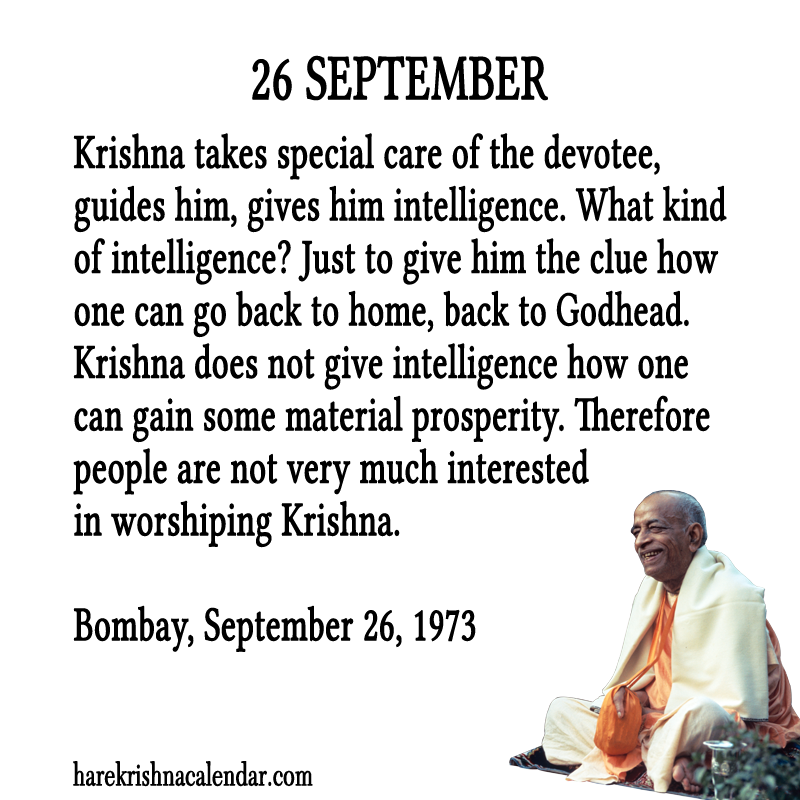 26 SEPTEMBER
Krishna takes special care of the devotee,
guides him, gives him intelligence. What kind
of intelligence? Just to give him the clue how
one can go back to home, back to Godhead.
Krishna does not give intelligence how one
can gain some material prosperity. Therefore
people are not very much interested
in worshiping Krishna.
Bombay, September 26, 1973
harekrishnacalendar.com